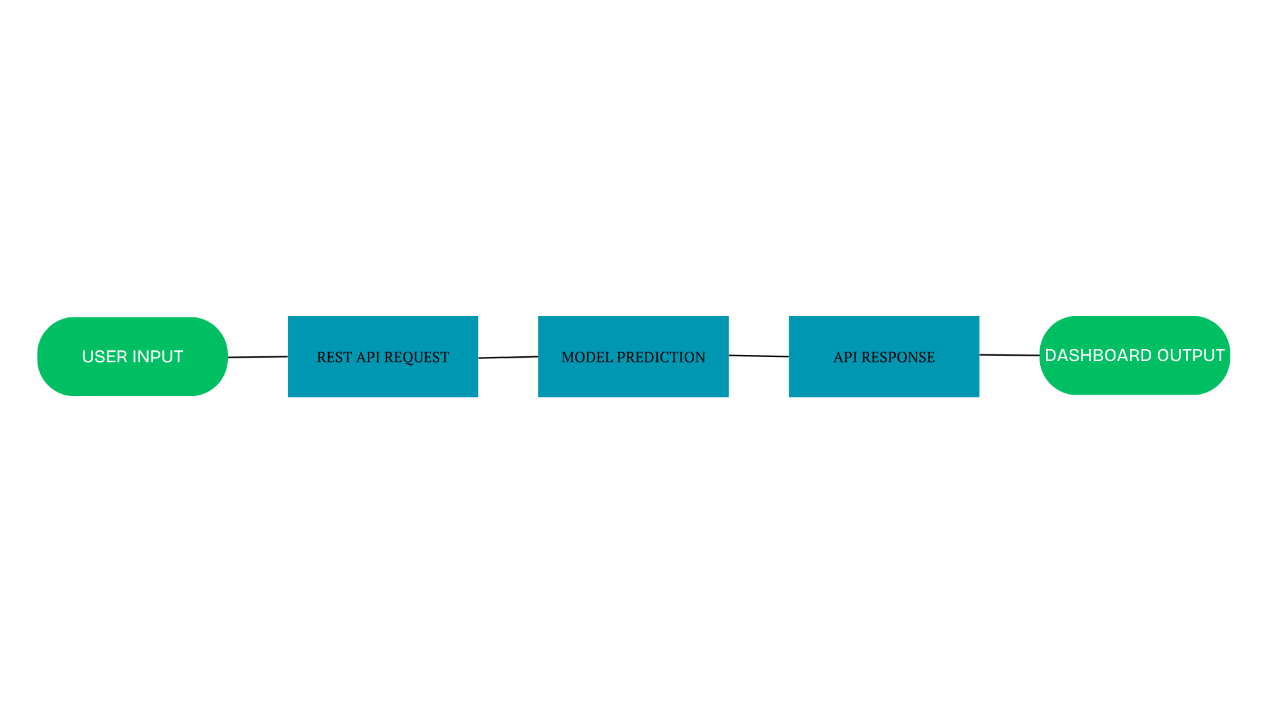 USER INPUT
REST API REQUEST
MODEL PREDICTION
API RESPONSE
DASHBOARD OUTPUT